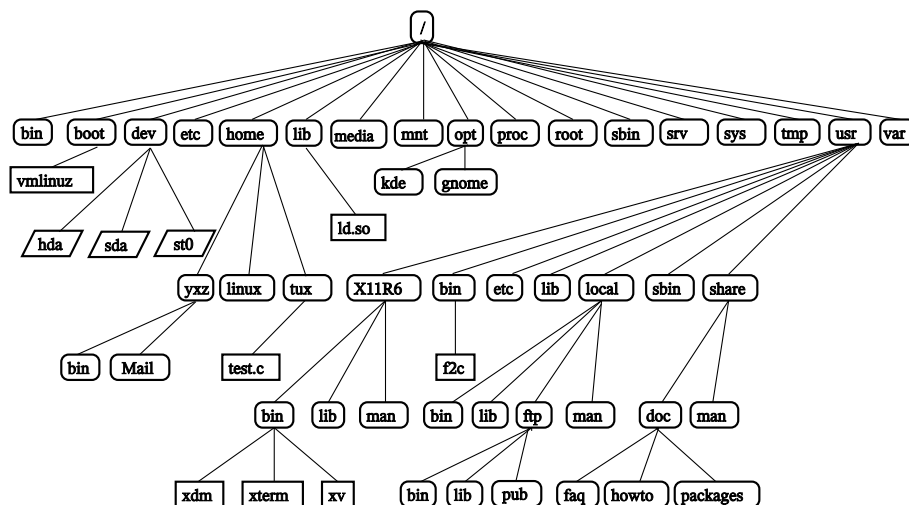 /
bin boot dev etc home lib media mnt opt proc root sbin srv sys tmp usr var
vmlinuz kde gnome
hda sda st0 ld.so
yxz linux tux X11R6 bin etc lib local sbin share
bin Mail test.c f2c
bin lib man bin lib ftp man doc man
xdm xterm xv bin lib pub faq howto packages